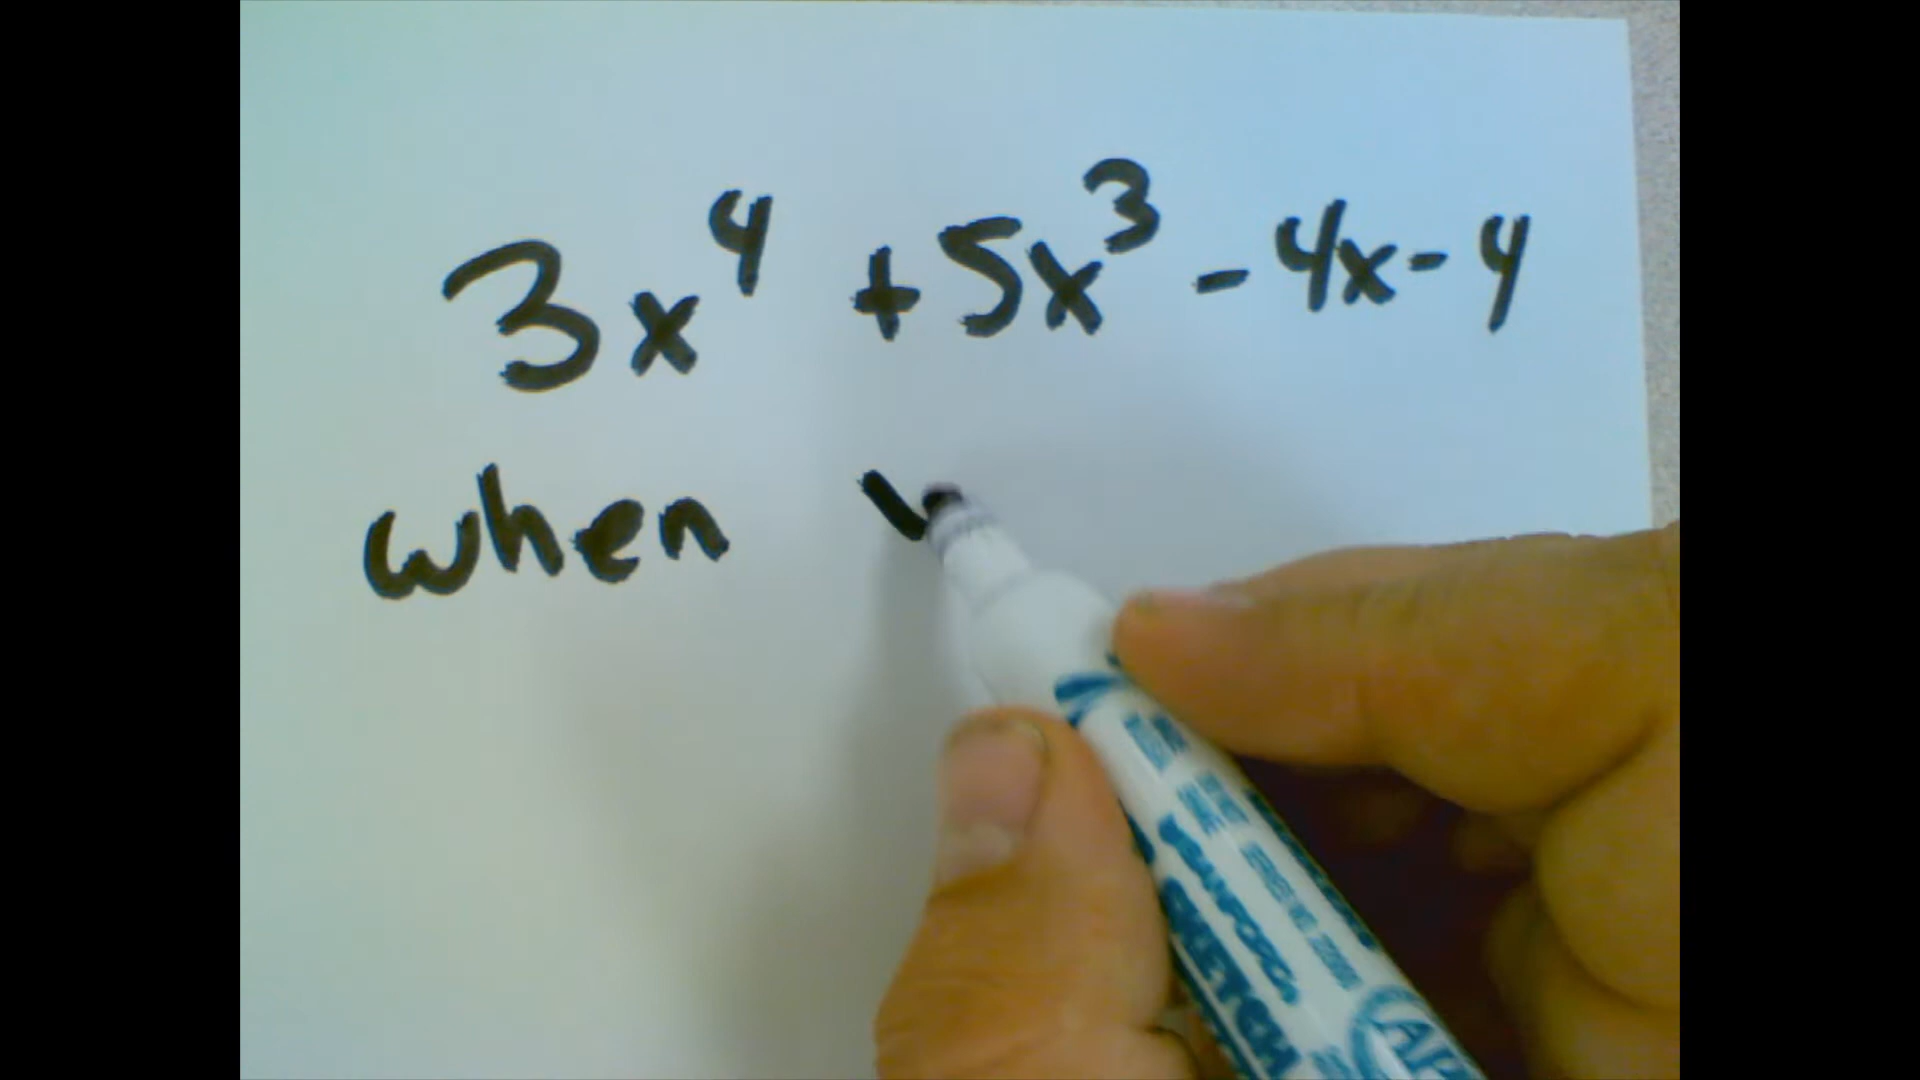 3x⁴ + 5x³ - 4x - 4
when